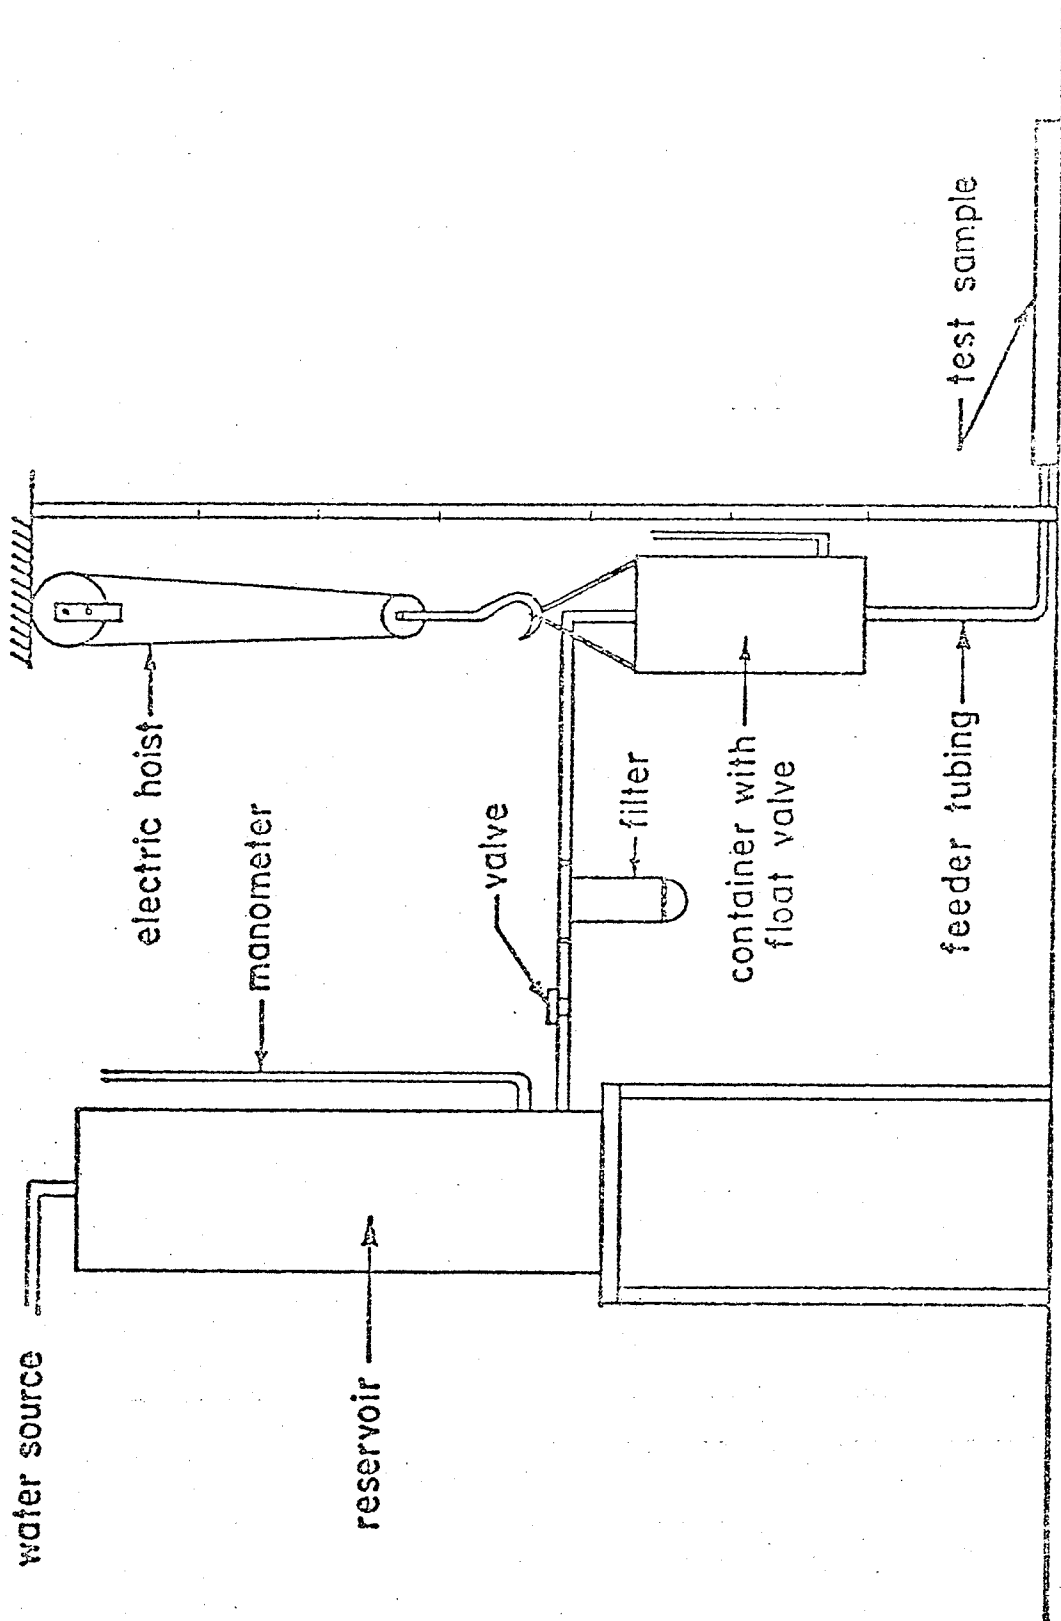 water source
reservoir
manometer
electric hoist
valve
filter
container with
float valve
feeder tubing
test sample